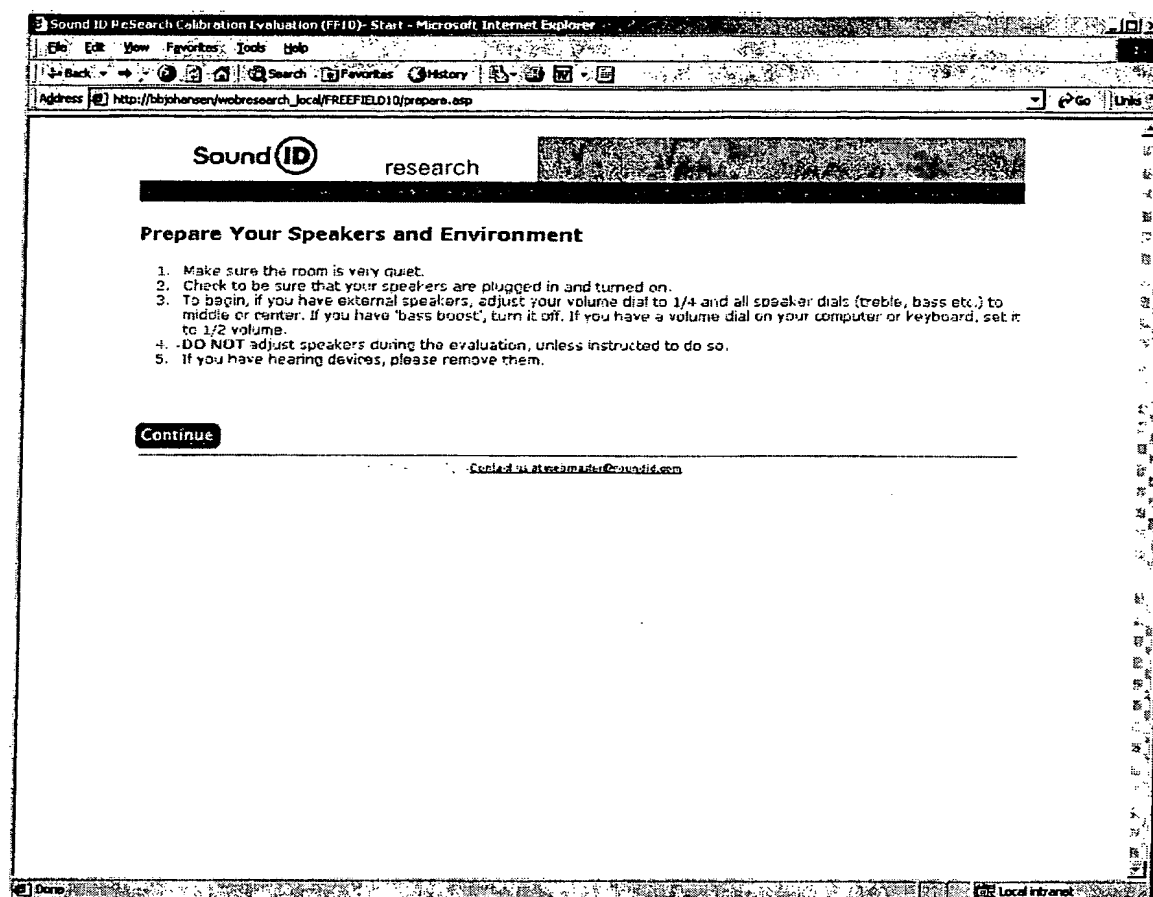 Sound ID ReSearch Calibration Evaluation (FF10)- Start - Microsoft Internet Explorer
File Edit View Favorites Tools Help
Back Search Favorites History
Address http://bbjohansen/webresearch_local/FREEFIELD10/prepare.asp Go Links
Sound ID research
Prepare Your Speakers and Environment
1. Make sure the room is very quiet.
2. Check to be sure that your speakers are plugged in and turned on.
3. To begin, if you have external speakers, adjust your volume dial to 1/4 and all speaker dials (treble, bass etc.) to
middle or center. If you have 'bass boost', turn it off. If you have a volume dial on your computer or keyboard, set it
to 1/2 volume.
4. DO NOT adjust speakers during the evaluation, unless instructed to do so.
5. If you have hearing devices, please remove them.
Continue
Contact us at webmaster@soundid.com
Done Local intranet